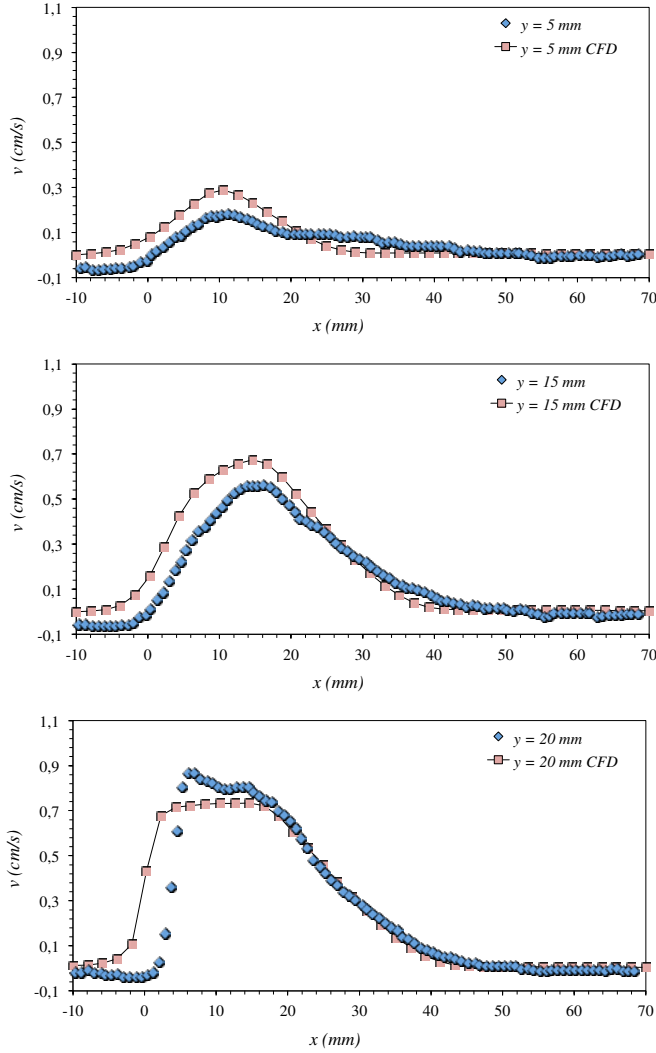 1,1
0,9
0,7
0,5
0,3
0,1
-0,1
v (cm/s)
y = 5 mm
y = 5 mm CFD
-10 0 10 20 30 40 50 60 70
x (mm)
1,1
0,9
0,7
0,5
0,3
0,1
-0,1
v (cm/s)
y = 15 mm
y = 15 mm CFD
-10 0 10 20 30 40 50 60 70
x (mm)
1,1
0,9
0,7
0,5
0,3
0,1
-0,1
v (cm/s)
y = 20 mm
y = 20 mm CFD
-10 0 10 20 30 40 50 60 70
x (mm)